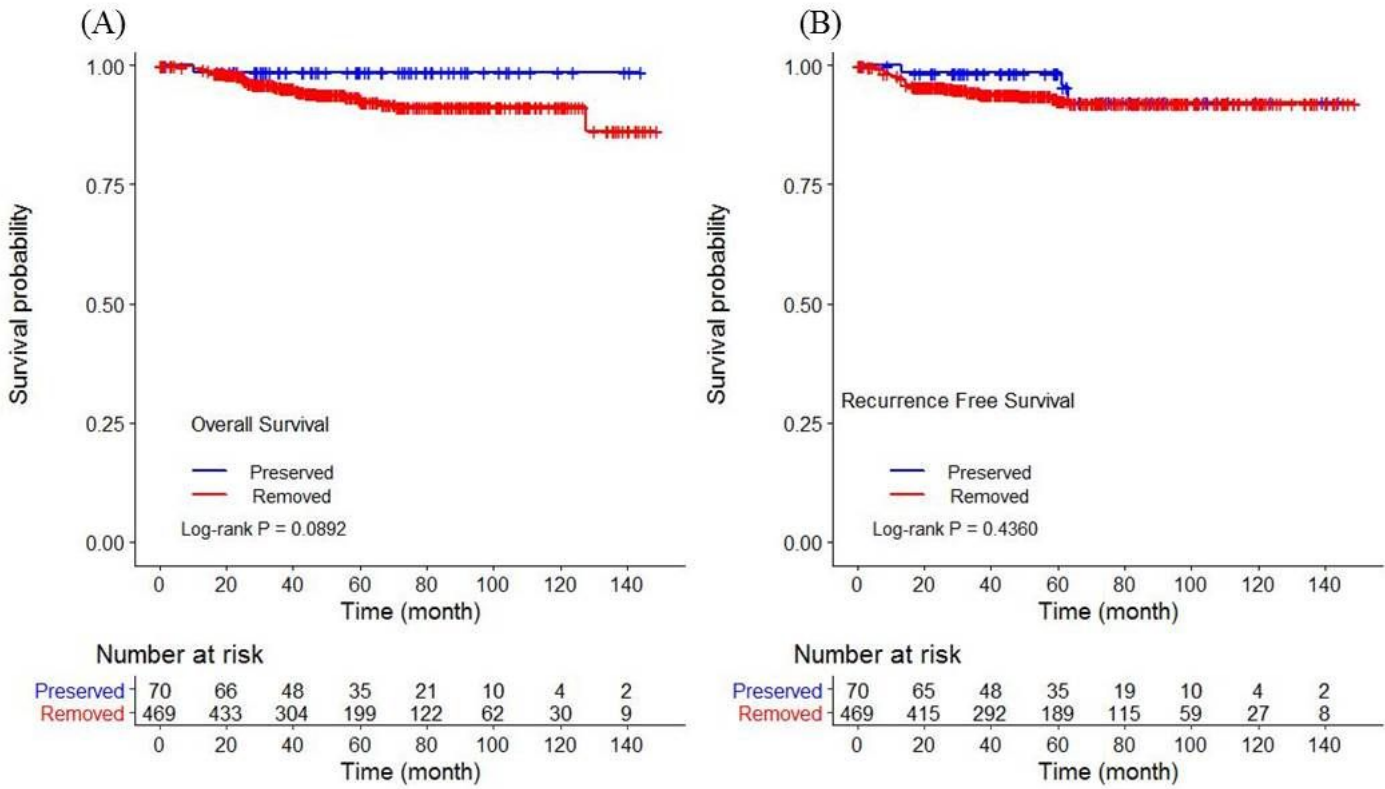 (A)
Survival probability
1.00
0.75
0.50
0.25
0.00
Overall Survival
Preserved
Removed
Log-rank P = 0.0892
0 20 40 60 80 100 120 140
Time (month)
Number at risk
Preserved 70 66 48 35 21 10 4 2
Removed 469 433 304 199 122 62 30 9
0 20 40 60 80 100 120 140
Time (month)
(B)
Survival probability
1.00
0.75
0.50
0.25
0.00
Recurrence Free Survival
Preserved
Removed
Log-rank P = 0.4360
0 20 40 60 80 100 120 140
Time (month)
Number at risk
Preserved 70 65 48 35 19 10 4 2
Removed 469 415 292 189 115 59 27 8
0 20 40 60 80 100 120 140
Time (month)